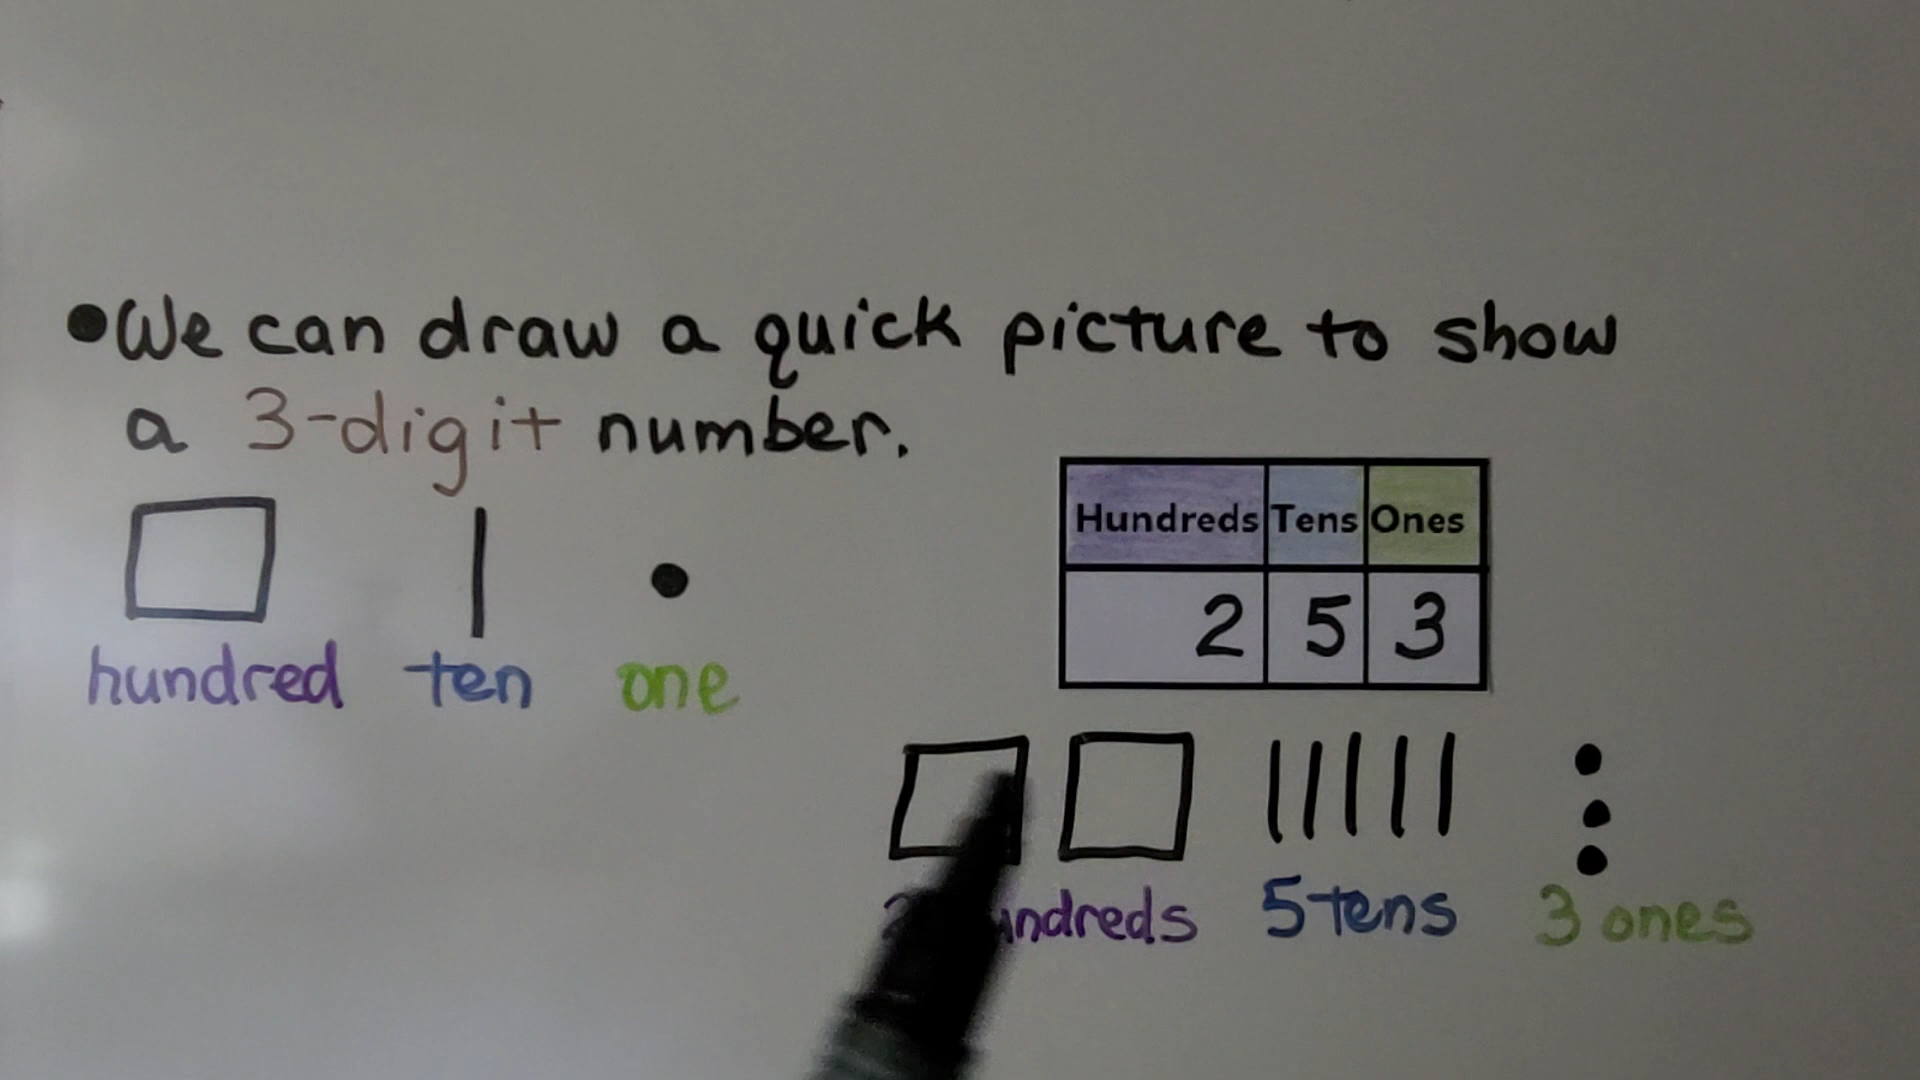 •We can draw a quick picture to show
a 3-digit number.
hundred ten one
Hundreds Tens Ones
2 5 3
5 tens 3 ones